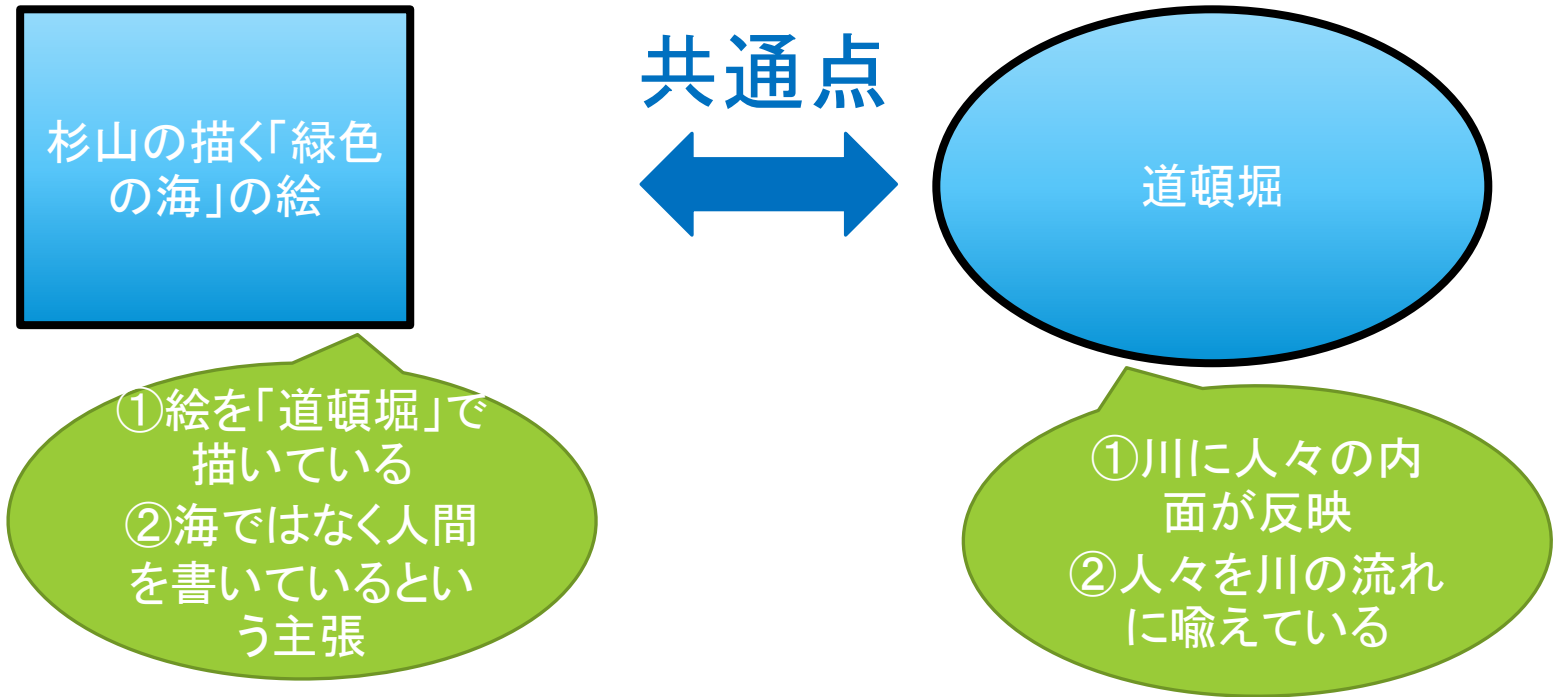 共通点
杉山の描く「緑色
の海」の絵
道頓堀
①絵を「道頓堀」で
描いている
②海ではなく人間
を書いているとい
う主張
①川に人々の内
面が反映
②人々を川の流れ
に喩えている